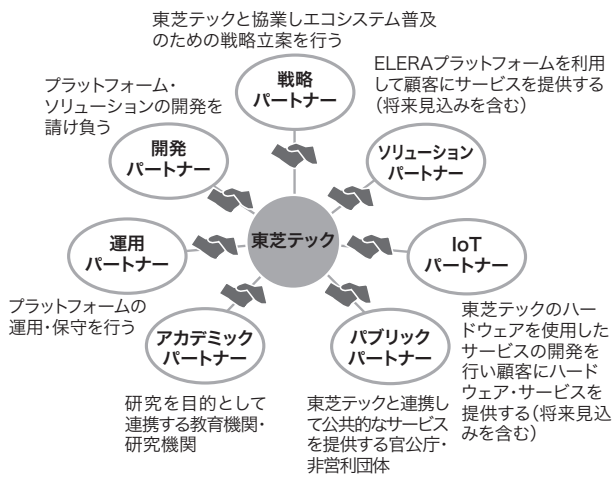 東芝テックと協業しエコシステム普及
のための戦略立案を行う
戦略
パートナー
ELERAプラットフォームを利用
して顧客にサービスを提供する
(将来見込みを含む)
ソリューション
パートナー
プラットフォーム・
ソリューションの開発を
請け負う
開発
パートナー
東芝テック
運用
パートナー
プラットフォームの
運用・保守を行う
IoT
パートナー
東芝テックのハー
ドウェアを使用した
サービスの開発を
行い顧客にハード
ウェア・サービスを
提供する(将来見込
みを含む)
アカデミック
パートナー
研究を目的として
連携する教育機関・
研究機関
パブリック
パートナー
東芝テックと連携し
て公共的なサービス
を提供する官公庁・
非営利団体